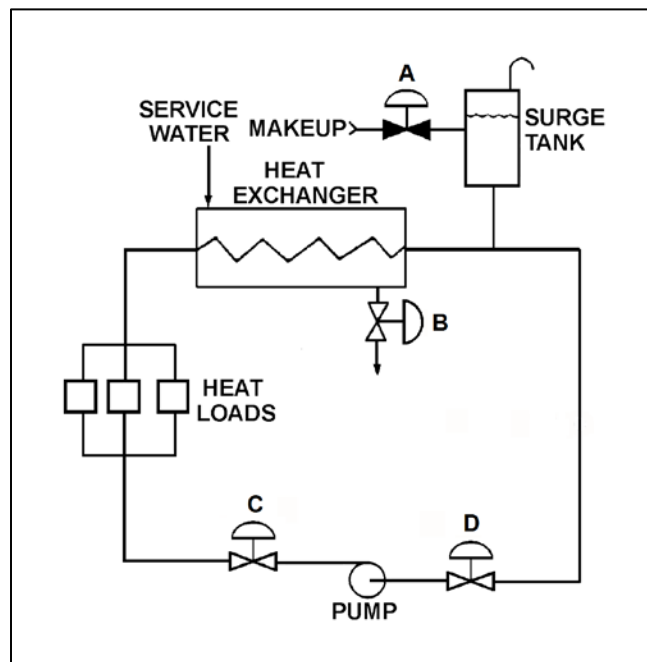 A
SERVICE
WATER
MAKEUP
SURGE
TANK
HEAT
EXCHANGER
B
HEAT
LOADS
C
D
PUMP